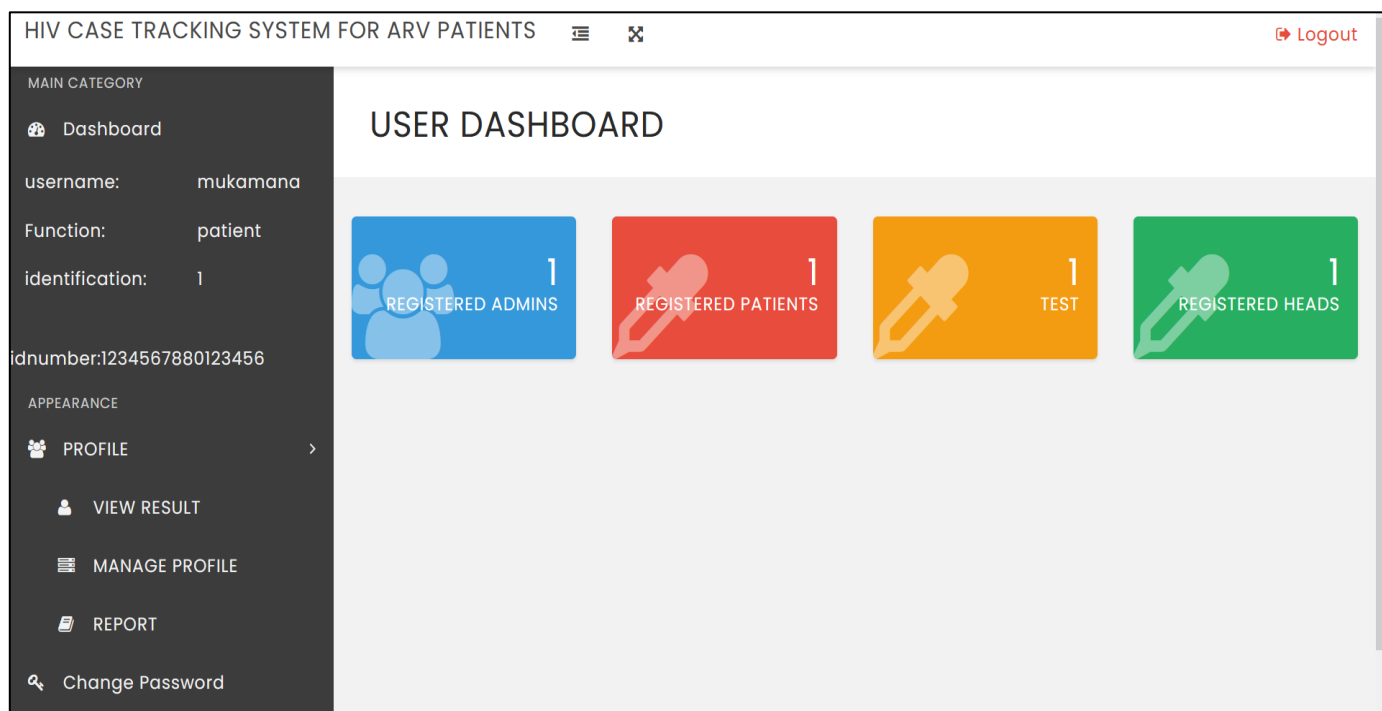 HIV CASE TRACKING SYSTEM FOR ARV PATIENTS
Logout
MAIN CATEGORY
Dashboard
username: mukamana
Function: patient
identification: 1
idnumber:1234567880123456
APPEARANCE
PROFILE
VIEW RESULT
MANAGE PROFILE
REPORT
Change Password
USER DASHBOARD
1
REGISTERED ADMINS
1
REGISTERED PATIENTS
1
TEST
1
REGISTERED HEADS